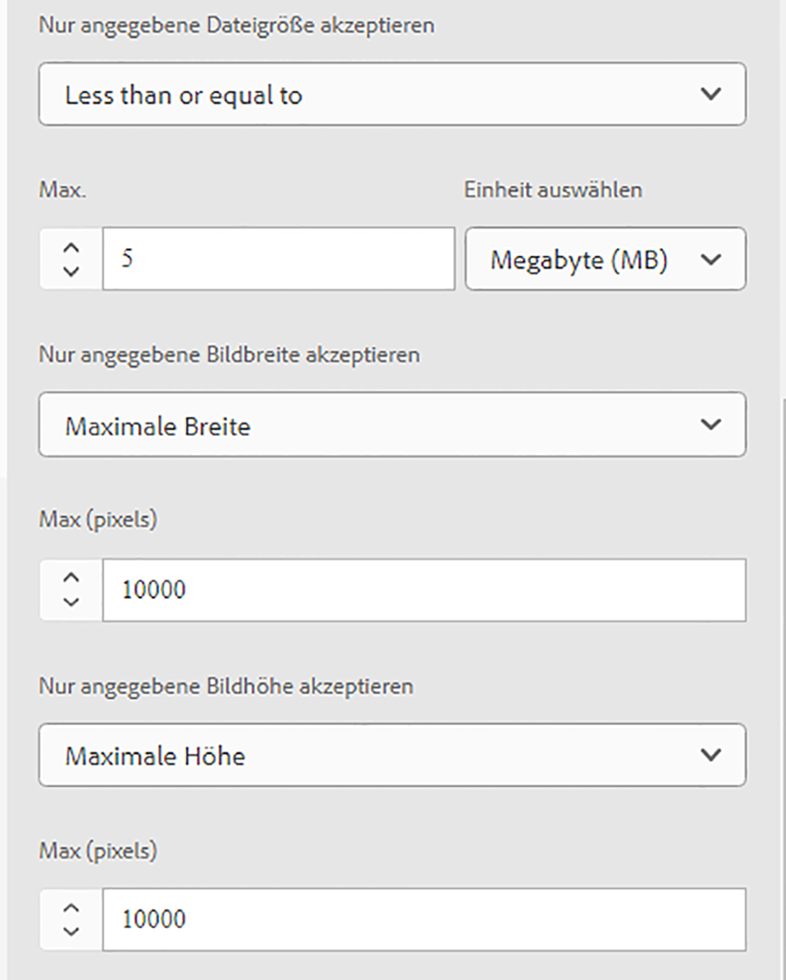 Nur angegebene Dateigröße akzeptieren
Less than or equal to
Max. Einheit auswählen
5 Megabyte (MB)
Nur angegebene Bildbreite akzeptieren
Maximale Breite
Max (pixels)
10000
Nur angegebene Bildhöhe akzeptieren
Maximale Höhe
Max (pixels)
10000